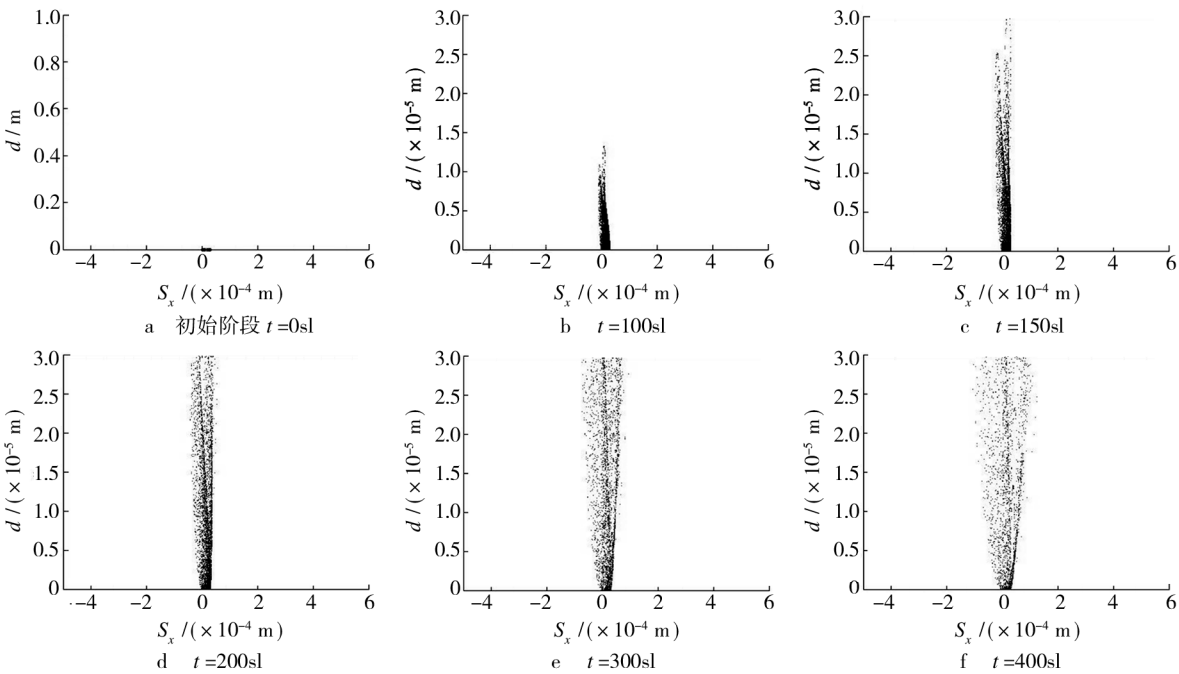 1.0
0.8
0.6
0.4
0.2
0
d / m
−4 −2 0 2 4 6
S_x /(× 10⁻⁴ m)
a 初始阶段 t =0sl
3.0
2.5
2.0
1.5
1.0
0.5
0
d /(× 10⁻⁵ m)
−4 −2 0 2 4 6
S_x /(× 10⁻⁴ m)
b t =100sl
3.0
2.5
2.0
1.5
1.0
0.5
0
d /(× 10⁻⁵ m)
−4 −2 0 2 4 6
S_x /(× 10⁻⁴ m)
c t =150sl
3.0
2.5
2.0
1.5
1.0
0.5
0
d /(× 10⁻⁵ m)
−4 −2 0 2 4 6
S_x /(× 10⁻⁴ m)
d t =200sl
3.0
2.5
2.0
1.5
1.0
0.5
0
d /(× 10⁻⁵ m)
−4 −2 0 2 4 6
S_x /(× 10⁻⁴ m)
e t =300sl
3.0
2.5
2.0
1.5
1.0
0.5
0
d /(× 10⁻⁵ m)
−4 −2 0 2 4 6
S_x /(× 10⁻⁴ m)
f t =400sl